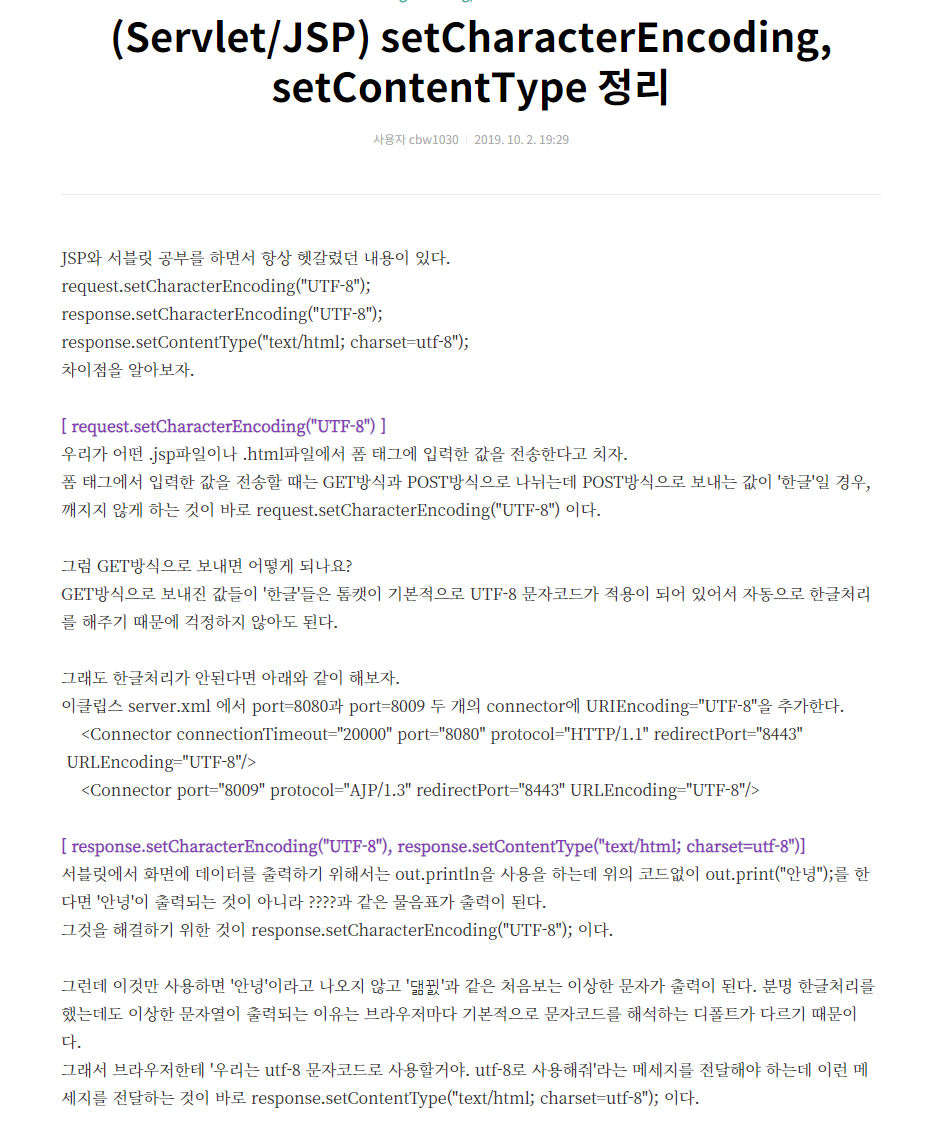 (Servlet/JSP) setCharacterEncoding,
setContentType 정리
사용자 cbw1030 | 2019. 10. 2. 19:29
JSP와 서블릿 공부를 하면서 항상 헷갈렸던 내용이 있다.
request.setCharacterEncoding("UTF-8");
response.setCharacterEncoding("UTF-8");
response.setContentType("text/html; charset=utf-8");
차이점을 알아보자.
[ request.setCharacterEncoding("UTF-8") ]
우리가 어떤 .jsp파일이나 .html파일에서 폼 태그에 입력한 값을 전송한다고 치자.
폼 태그에서 입력한 값을 전송할 때는 GET방식과 POST방식으로 나뉘는데 POST방식으로 보내는 값이 '한글'일 경우,
깨지지 않게 하는 것이 바로 request.setCharacterEncoding("UTF-8") 이다.
그럼 GET방식으로 보내면 어떻게 되나요?
GET방식으로 보내진 값들이 '한글'들은 톰캣이 기본적으로 UTF-8 문자코드가 적용이 되어 있어서 자동으로 한글처리
를 해주기 때문에 걱정하지 않아도 된다.
그래도 한글처리가 안된다면 아래와 같이 해보자.
이클립스 server.xml 에서 port=8080과 port=8009 두 개의 connector에 URIEncoding="UTF-8"을 추가한다.
<Connector connectionTimeout="20000" port="8080" protocol="HTTP/1.1" redirectPort="8443"
URLEncoding="UTF-8"/>
<Connector port="8009" protocol="AJP/1.3" redirectPort="8443" URLEncoding="UTF-8"/>
[ response.setCharacterEncoding("UTF-8"), response.setContentType("text/html; charset=utf-8")]
서블릿에서 화면에 데이터를 출력하기 위해서는 out.println을 사용을 하는데 위의 코드없이 out.print("안녕");를 한
다면 '안녕'이 출력되는 것이 아니라 ????과 같은 물음표가 출력이 된다.
그것을 해결하기 위한 것이 response.setCharacterEncoding("UTF-8"); 이다.
그런데 이것만 사용하면 '안녕'이라고 나오지 않고 과 같은 처음보는 이상한 문자가 출력이 된다. 분명 한글처리를
했는데도 이상한 문자열이 출력되는 이유는 브라우저마다 기본적으로 문자코드를 해석하는 디폴트가 다르기 때문이
다.
그래서 브라우저한테 '우리는 utf-8 문자코드로 사용할거야. utf-8로 사용해줘'라는 메세지를 전달해야 하는데 이런 메
세지를 전달하는 것이 바로 response.setContentType("text/html; charset=utf-8"); 이다.